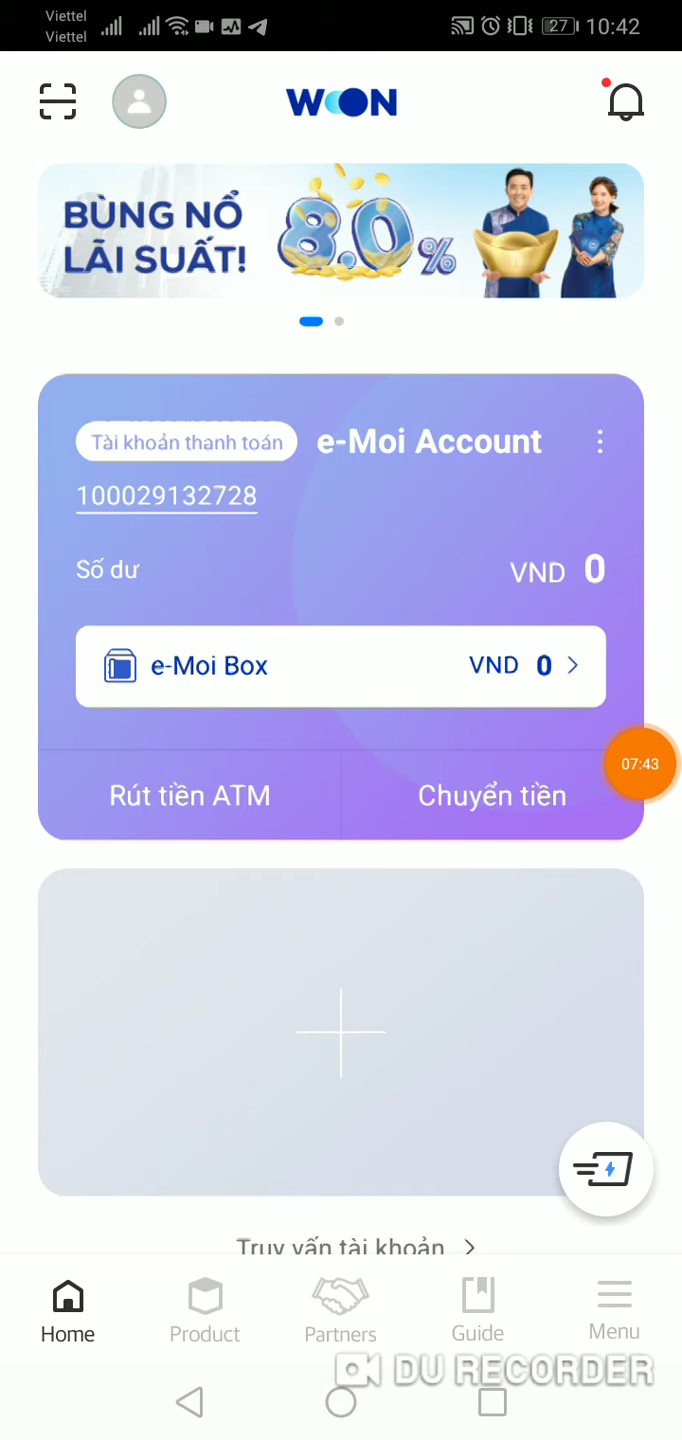 Viettel
Viettel
27
10:42
WOON
BÙNG NỔ
LÃI SUẤT!
8.0%
Tài khoản thanh toán
e-Moi Account
100029132728
Số dư
VND 0
e-Moi Box
VND 0
07:43
Rút tiền ATM
Chuyển tiền
Truy vấn tài khoản
Home
Product
Partners
Guide
Menu
DU RECORDER